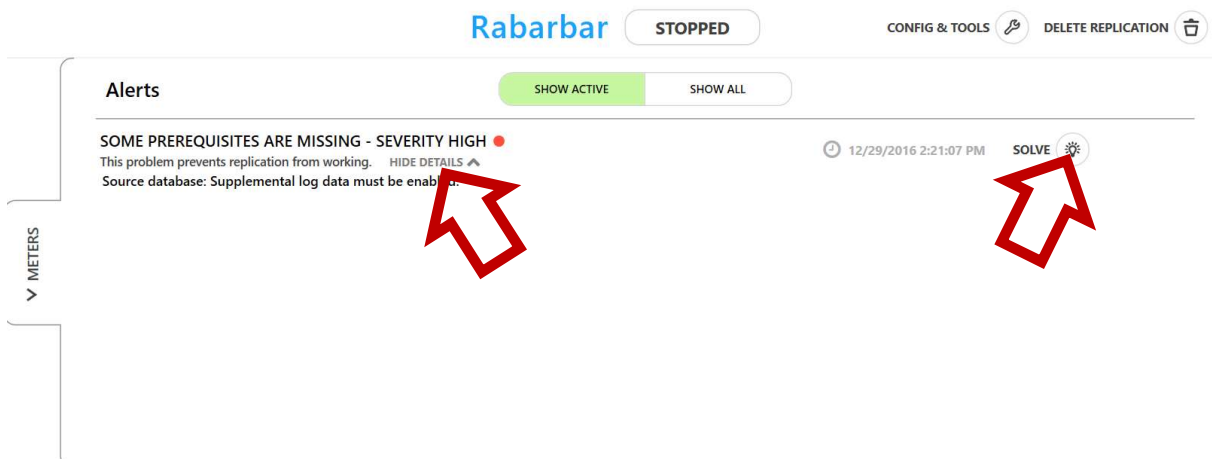 Rabarbar STOPPED CONFIG & TOOLS DELETE REPLICATION
Alerts SHOW ACTIVE SHOW ALL
SOME PREREQUISITES ARE MISSING - SEVERITY HIGH
12/29/2016 2:21:07 PM SOLVE
This problem prevents replication from working. HIDE DETAILS
Source database: Supplemental log data must be enabled.
METERS